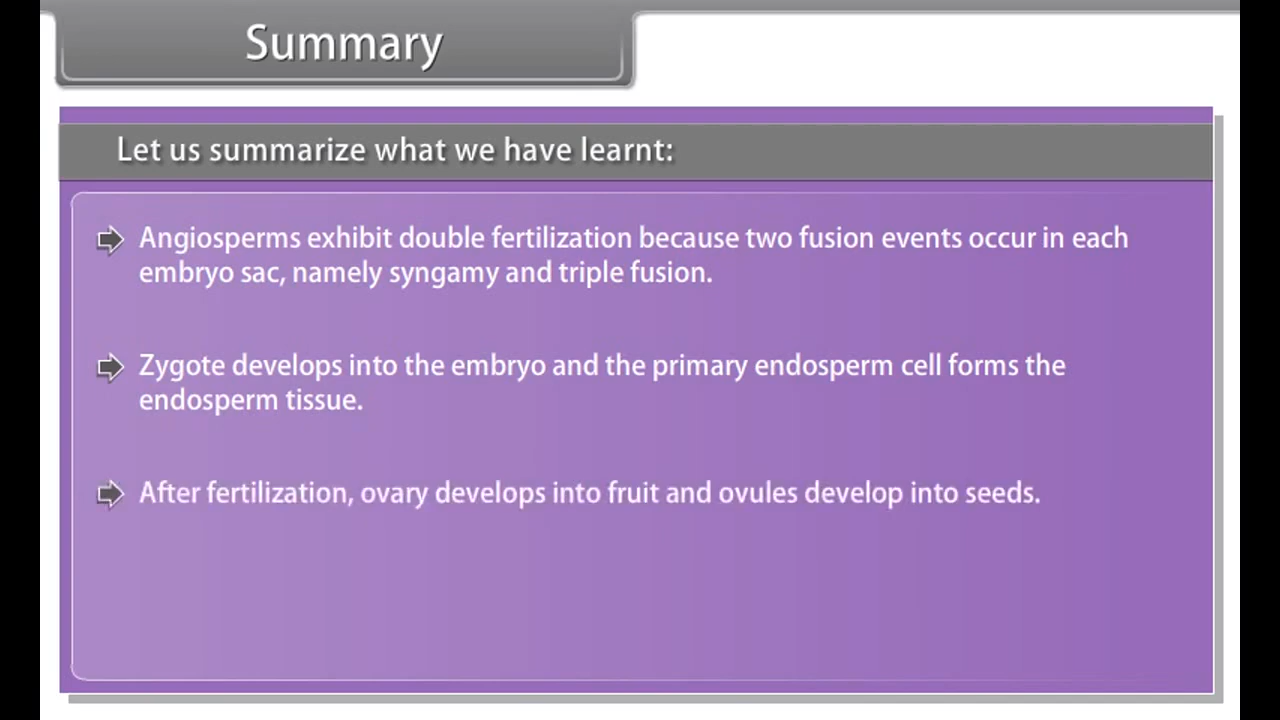 Summary
Let us summarize what we have learnt:
Angiosperms exhibit double fertilization because two fusion events occur in each
embryo sac, namely syngamy and triple fusion.
Zygote develops into the embryo and the primary endosperm cell forms the
endosperm tissue.
After fertilization, ovary develops into fruit and ovules develop into seeds.